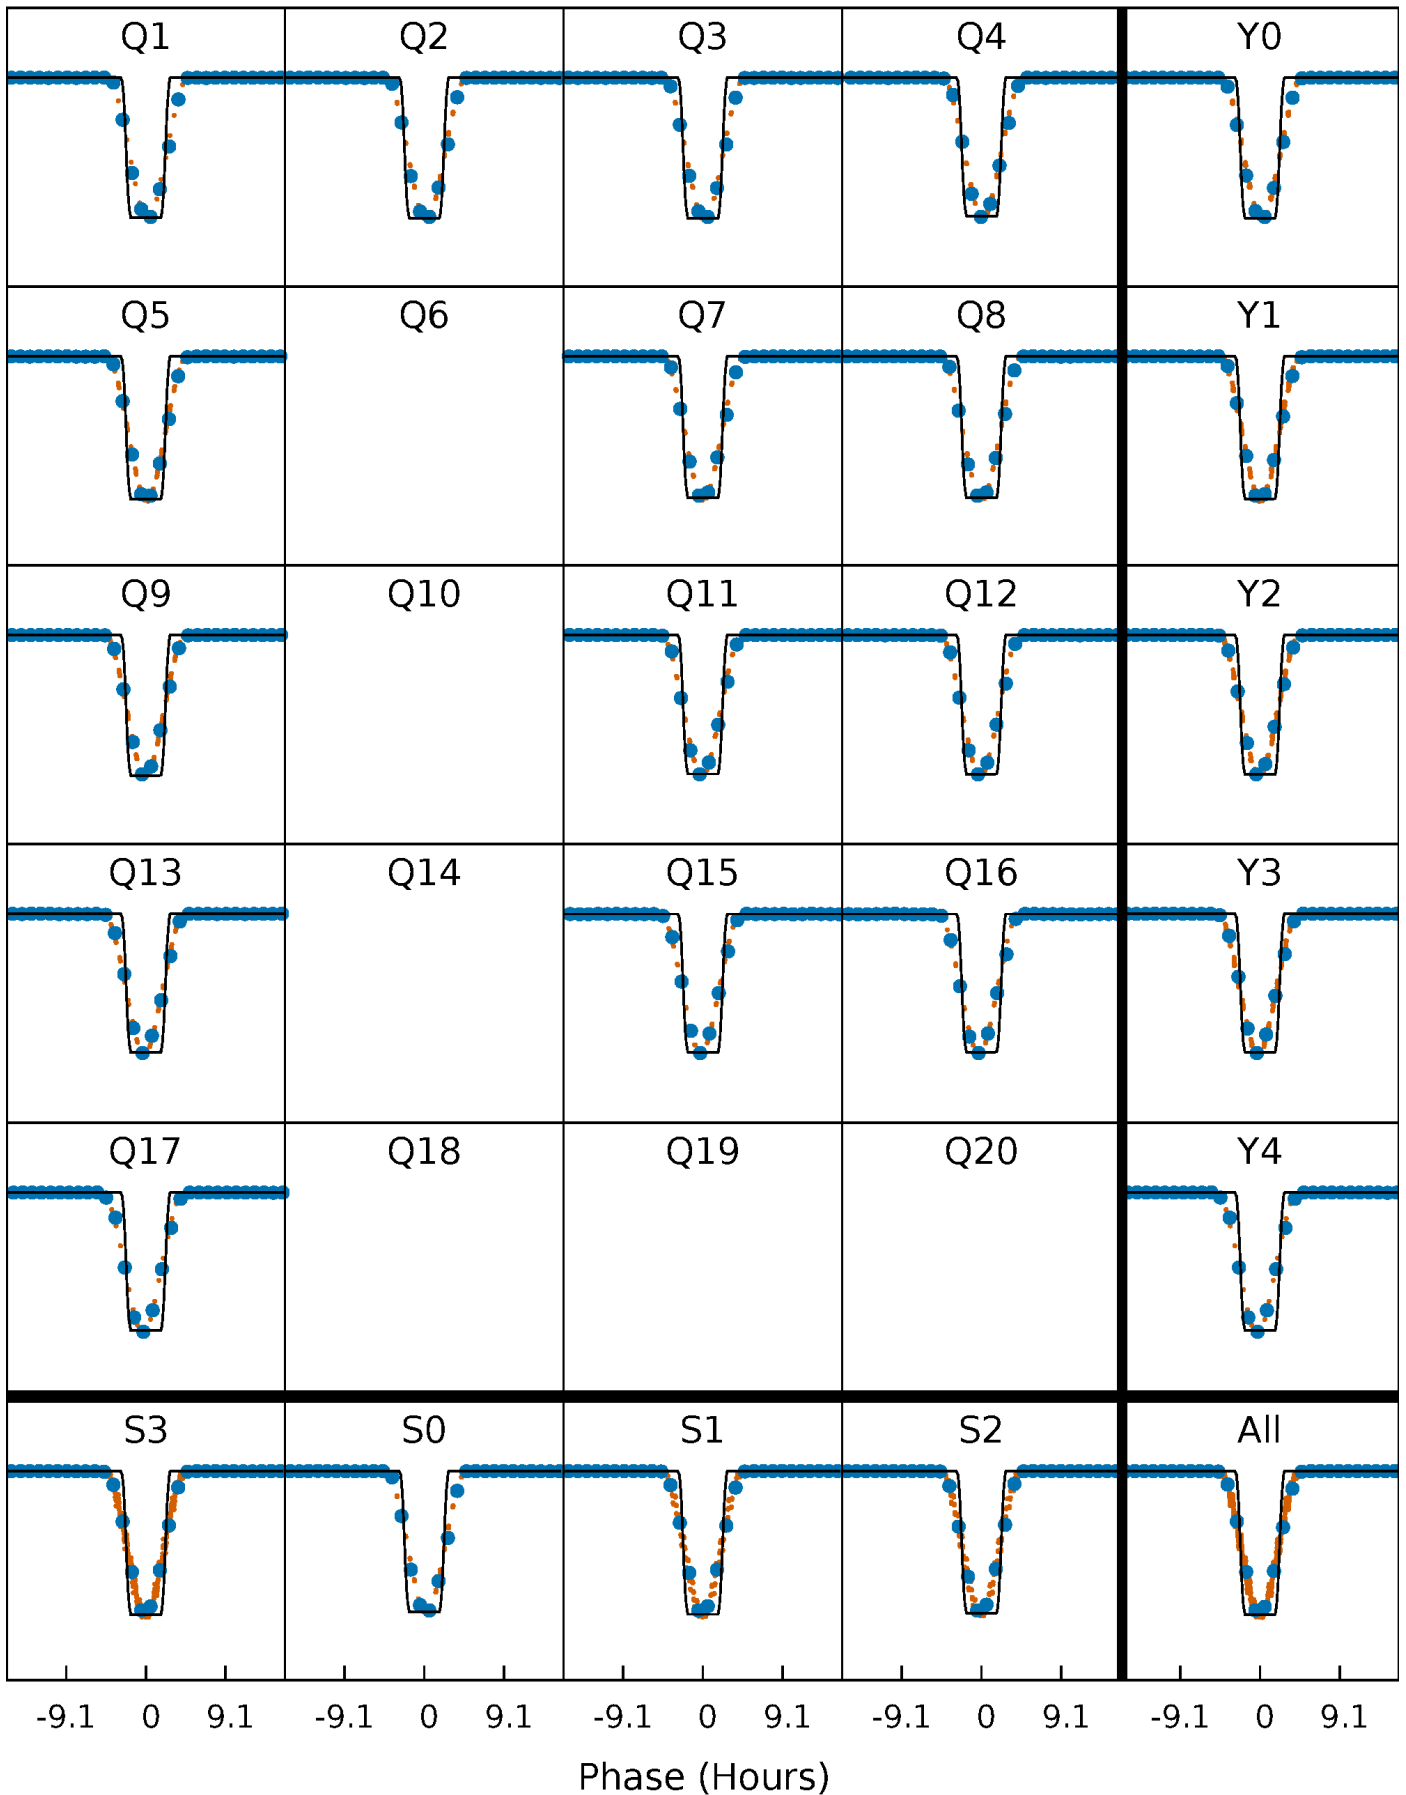 Q1 Q2 Q3 Q4 Y0
Q5 Q6 Q7 Q8 Y1
Q9 Q10 Q11 Q12 Y2
Q13 Q14 Q15 Q16 Y3
Q17 Q18 Q19 Q20 Y4
S3 S0 S1 S2 All
-9.1 0 9.1 -9.1 0 9.1 -9.1 0 9.1 -9.1 0 9.1 -9.1 0 9.1
Phase (Hours)